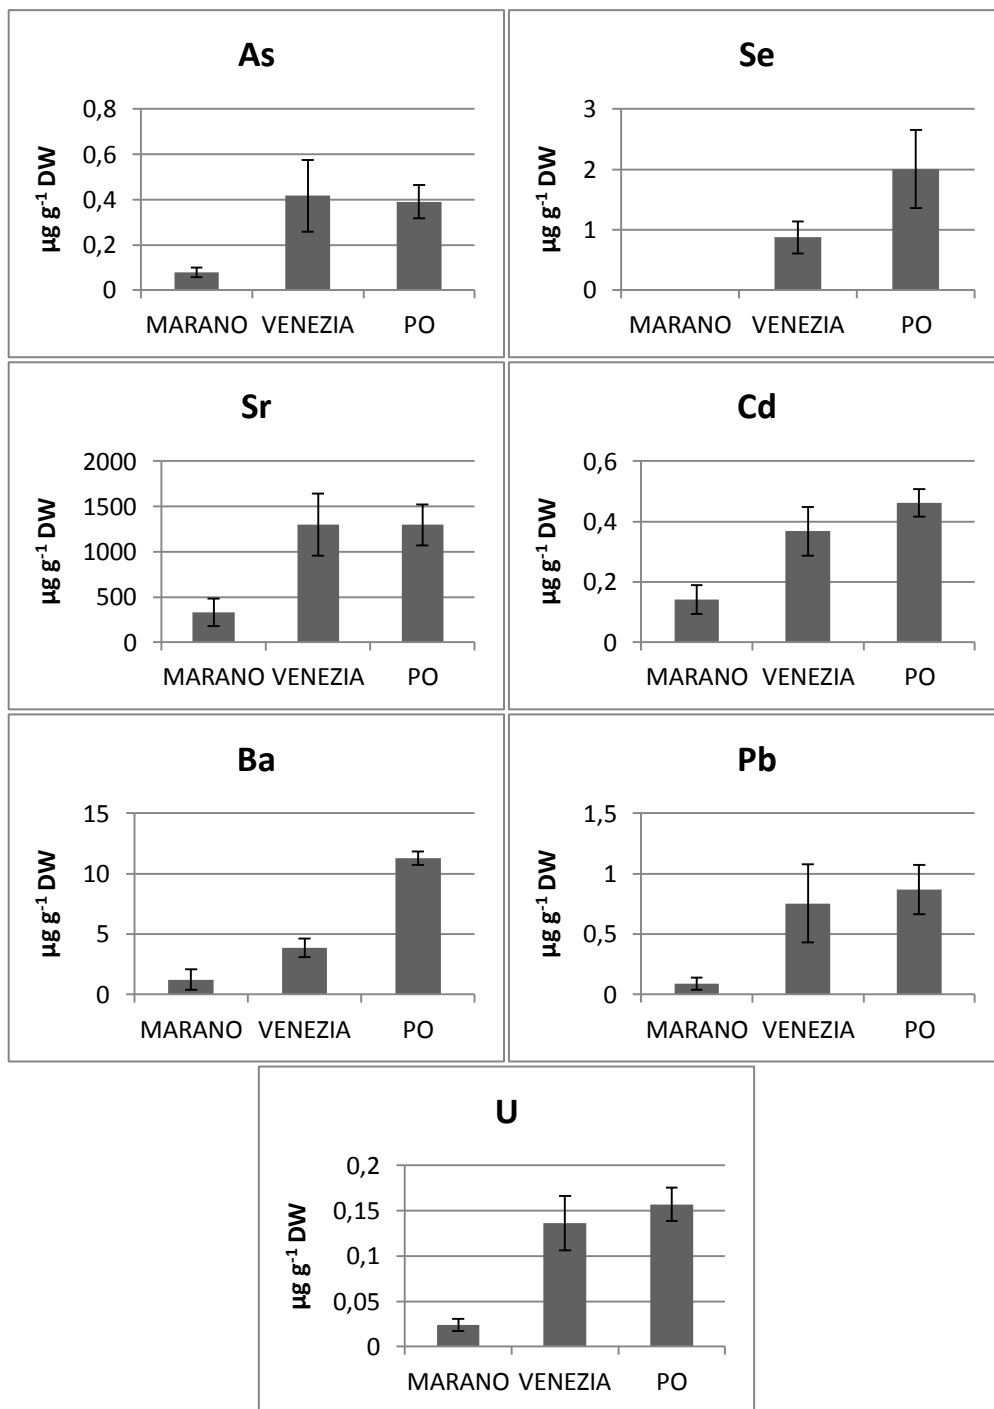 As
µg g⁻¹ DW
0,8
0,6
0,4
0,2
0
MARANO VENEZIA PO
Se
µg g⁻¹ DW
3
2
1
0
MARANO VENEZIA PO
Sr
µg g⁻¹ DW
2000
1500
1000
500
0
MARANO VENEZIA PO
Cd
µg g⁻¹ DW
0,6
0,4
0,2
0
MARANO VENEZIA PO
Ba
µg g⁻¹ DW
15
10
5
0
MARANO VENEZIA PO
Pb
µg g⁻¹ DW
1,5
1
0,5
0
MARANO VENEZIA PO
U
µg g⁻¹ DW
0,2
0,15
0,1
0,05
0
MARANO VENEZIA PO